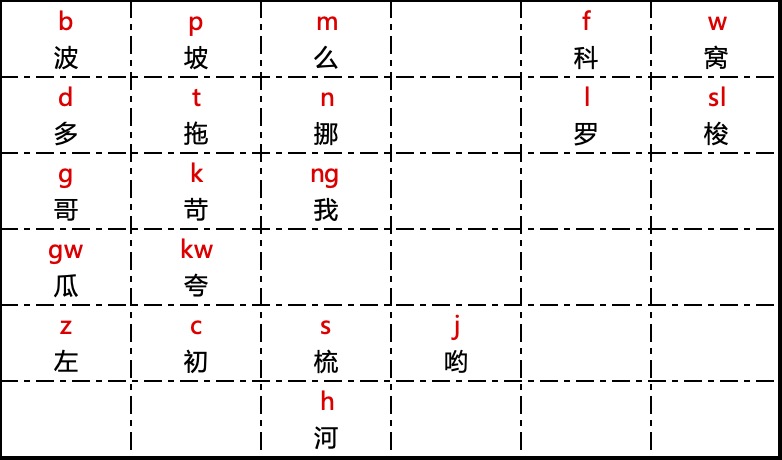 b p m f w
波 坡 么 科 窝
d t n l sl
多 拖 挪 罗 梭
g k ng
哥 苛 我
gw kw
瓜 夸
z c s j
左 初 梳 哟
h
河